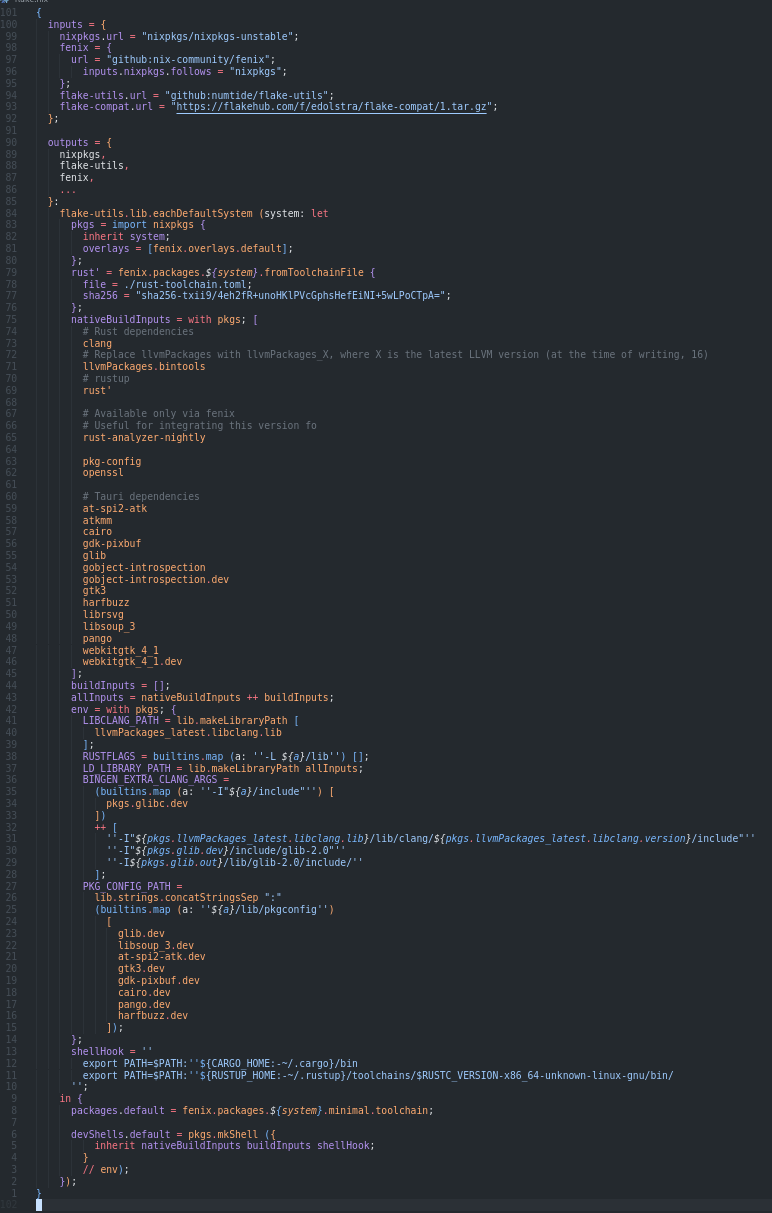 101 {
100   inputs = {
99     nixpkgs.url = "nixpkgs/nixpkgs-unstable";
98     fenix = {
97       url = "github:nix-community/fenix";
96         inputs.nixpkgs.follows = "nixpkgs";
95     };
94     flake-utils.url = "github:numtide/flake-utils";
93     flake-compat.url = "https://flakehub.com/f/edolstra/flake-compat/1.tar.gz";
92   };
91
90   outputs = {
89     nixpkgs,
88     flake-utils,
87     fenix,
86     ...
85   }:
84     flake-utils.lib.eachDefaultSystem (system: let
83       pkgs = import nixpkgs {
82         inherit system;
81         overlays = [fenix.overlays.default];
80       };
79       rust' = fenix.packages.${system}.fromToolchainFile {
78         file = ./rust-toolchain.toml;
77         sha256 = "sha256-txii9/4eh2fR+unoHKlPVcGphsHefEiNI+5wLPoCTpA=";
76       };
75       nativeBuildInputs = with pkgs; [
74         # Rust dependencies
73         clang
72         # Replace llvmPackages with llvmPackages_X, where X is the latest LLVM version (at the time of writing, 16)
71         llvmPackages.bintools
70         # rustup
69         rust'
68
67         # Available only via fenix
66         # Useful for integrating this version fo
65         rust-analyzer-nightly
64
63         pkg-config
62         openssl
61
60         # Tauri dependencies
59         at-spi2-atk
58         atkmm
57         cairo
56         gdk-pixbuf
55         glib
54         gobject-introspection
53         gobject-introspection.dev
52         gtk3
51         harfbuzz
50         librsvg
49         libsoup_3
48         pango
47         webkitgtk_4_1
46         webkitgtk_4_1.dev
45       ];
44       buildInputs = [];
43       allInputs = nativeBuildInputs ++ buildInputs;
42       env = with pkgs; {
41         LIBCLANG_PATH = lib.makeLibraryPath [
40           llvmPackages_latest.libclang.lib
39         ];
38         RUSTFLAGS = builtins.map (a: ''-L ${a}/lib'') [];
37         LD_LIBRARY_PATH = lib.makeLibraryPath allInputs;
36         BINGEN_EXTRA_CLANG_ARGS =
35           (builtins.map (a: ''-I"${a}/include"'') [
34             pkgs.glibc.dev
33           ])
32           ++ [
31             ''-I"${pkgs.llvmPackages_latest.libclang.lib}/lib/clang/${pkgs.llvmPackages_latest.libclang.version}/include"''
30             ''-I"${pkgs.glib.dev}/include/glib-2.0"''
29             ''-I${pkgs.glib.out}/lib/glib-2.0/include/''
28           ];
27         PKG_CONFIG_PATH =
26           lib.strings.concatStringsSep ":"
25           (builtins.map (a: ''${a}/lib/pkgconfig'')
24             [
23               glib.dev
22               libsoup_3.dev
21               at-spi2-atk.dev
20               gtk3.dev
19               gdk-pixbuf.dev
18               cairo.dev
17               pango.dev
16               harfbuzz.dev
15             ]);
14       };
13       shellHook = ''
12         export PATH=$PATH:''${CARGO_HOME:-~/.cargo}/bin
11         export PATH=$PATH:''${RUSTUP_HOME:-~/.rustup}/toolchains/$RUSTC_VERSION-x86_64-unknown-linux-gnu/bin/
10       '';
9     in {
8       packages.default = fenix.packages.${system}.minimal.toolchain;
7
6       devShells.default = pkgs.mkShell ({
5           inherit nativeBuildInputs buildInputs shellHook;
4         }
3         // env);
2     });
1 }
102